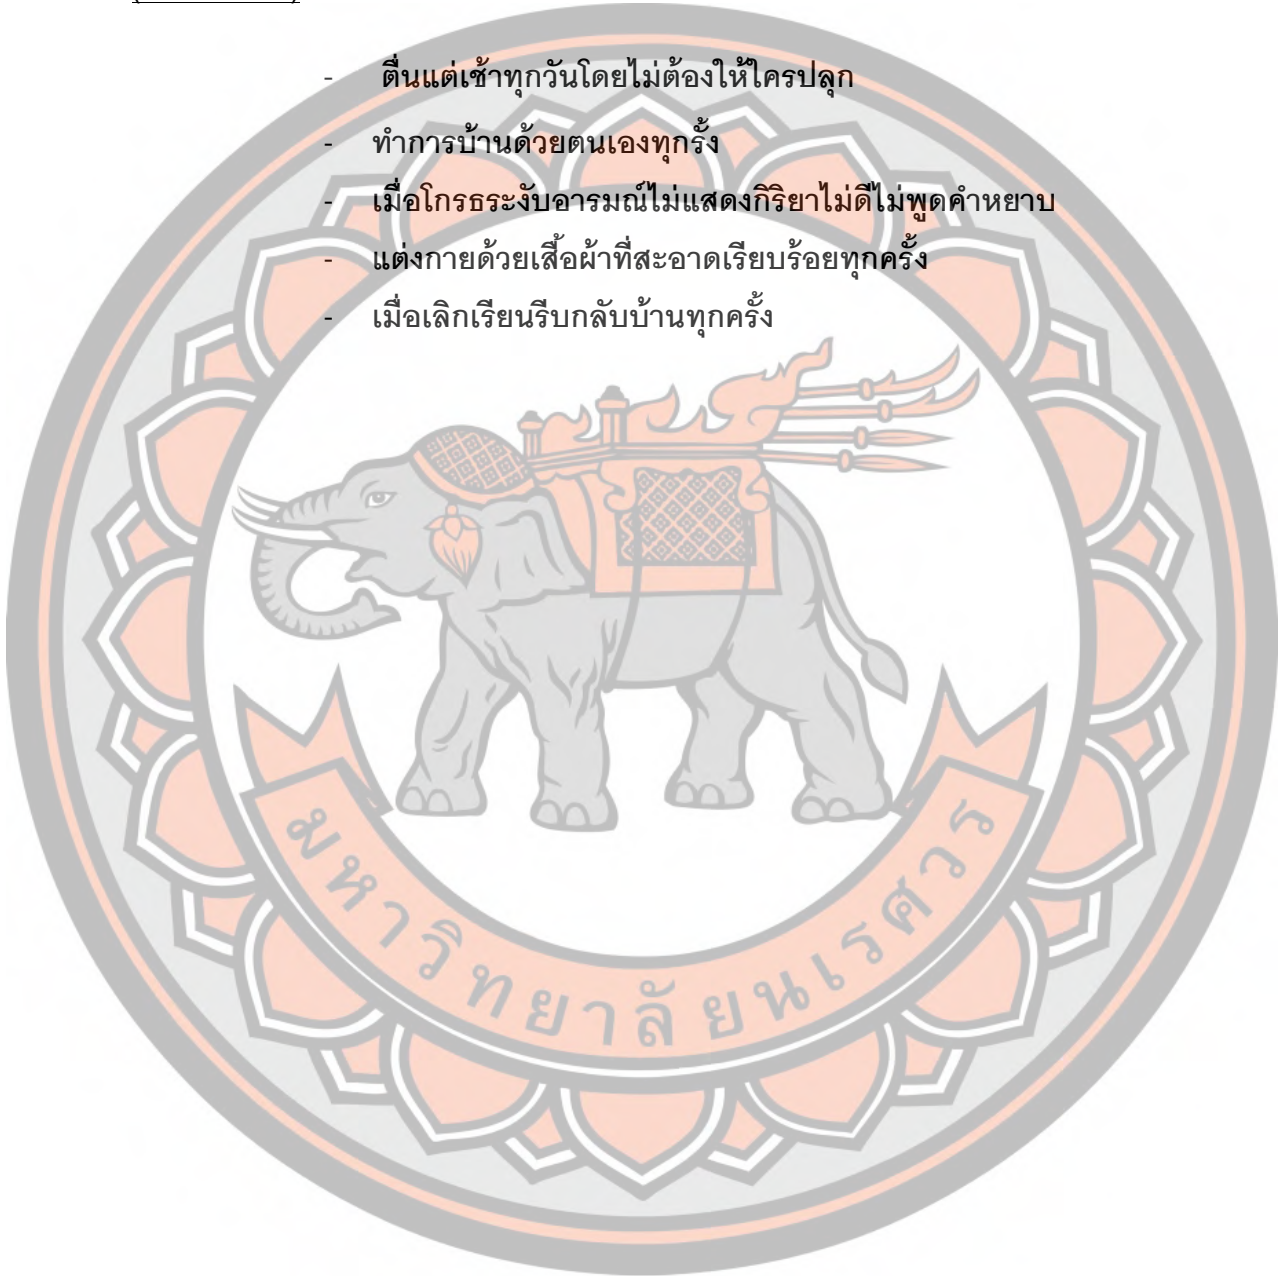 - ตื่นแต่เช้าทุกวันโดยไม่ต้องให้ใครปลุก
- ทำการบ้านด้วยตนเองทุกรั้ง
- เมื่อโกรธระงับอารมณ์ไม่แสดงกิริยาไม่ดีไม่พูดคำหยาบ
- แต่งกายด้วยเสื้อผ้าที่สะอาดเรียบร้อยทุกครั้ง
- เมื่อเลิกเรียนรีบกลับบ้านทุกครั้ง
มหาวิทยาลัยนเรศวร